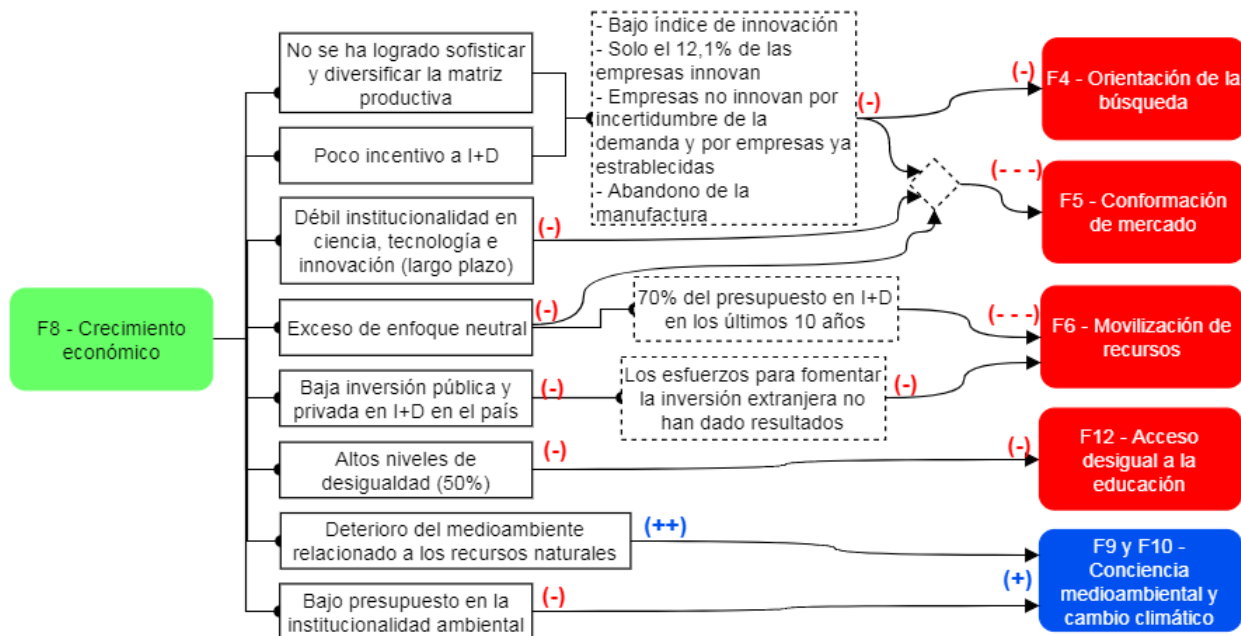 No se ha logrado sofisticar
y diversificar la matriz
productiva
Poco incentivo a I+D
- Bajo índice de innovación
- Solo el 12,1% de las
empresas innovan
- Empresas no innovan por
incertidumbre de la
demanda y por empresas ya
establecidas
- Abandono de la
manufactura
(-)
(-)
F4 - Orientación de la
búsqueda
Débil institucionalidad en
ciencia, tecnología e
innovación (largo plazo)
(-)
(- - -)
F5 - Conformación
de mercado
F8 - Crecimiento
económico
Exceso de enfoque neutral
(-)
70% del presupuesto en I+D
en los últimos 10 años
(- - -)
F6 - Movilización de
recursos
Baja inversión pública y
privada en I+D en el país
(-)
Los esfuerzos para fomentar
la inversión extranjera no
han dado resultados
(-)
Altos niveles de
desigualdad (50%)
(-)
(-)
F12 - Acceso
desigual a la
educación
Deterioro del medioambiente
relacionado a los recursos naturales
(++)
F9 y F10 -
Conciencia
medioambiental y
cambio climático
Bajo presupuesto en la
institucionalidad ambiental
(-)
(+)